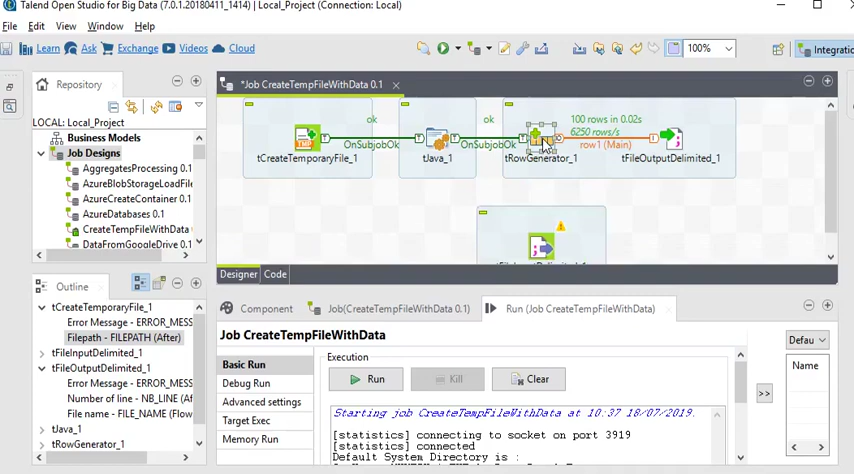 Talend Open Studio for Big Data (7.0.1.20180411_1414) | Local_Project (Connection: Local)
File Edit View Window Help
Learn Ask Exchange Videos Cloud 100% Integratio
Repository
LOCAL: Local_Project
Business Models
Job Designs
AggregatesProcessing 0.1
AzureBlobStorageLoadFile
AzureCreateContainer 0.1
AzureDatabases 0.1
CreateTempFileWithData
DataFromGoogleDrive 0.1
*Job CreateTempFileWithData 0.1
ok ok 100 rows in 0.02s
6250 rows/s
OnSubjobOk OnSubjobOk row1 (Main)
tCreateTemporaryFile_1 tJava_1 tRowGenerator_1 tFileOutputDelimited_1
Designer Code
Outline
tCreateTemporaryFile_1
Error Message - ERROR_MESS
Filepath - FILEPATH (After)
tFileInputDelimited_1
tFileOutputDelimited_1
Error Message - ERROR_MESS
Number of line - NB_LINE (A
File name - FILE_NAME (Flow
tJava_1
tRowGenerator_1
Component Job(CreateTempFileWithData 0.1) Run (Job CreateTempFileWithData)
Job CreateTempFileWithData
Basic Run
Debug Run
Advanced settings
Target Exec
Memory Run
Execution
Run Kill Clear
Starting job CreateTempFileWithData at 10:37 18/07/2019.
[statistics] connecting to socket on port 3919
[statistics] connected
Default System Directory is :
Defau
Name
>>